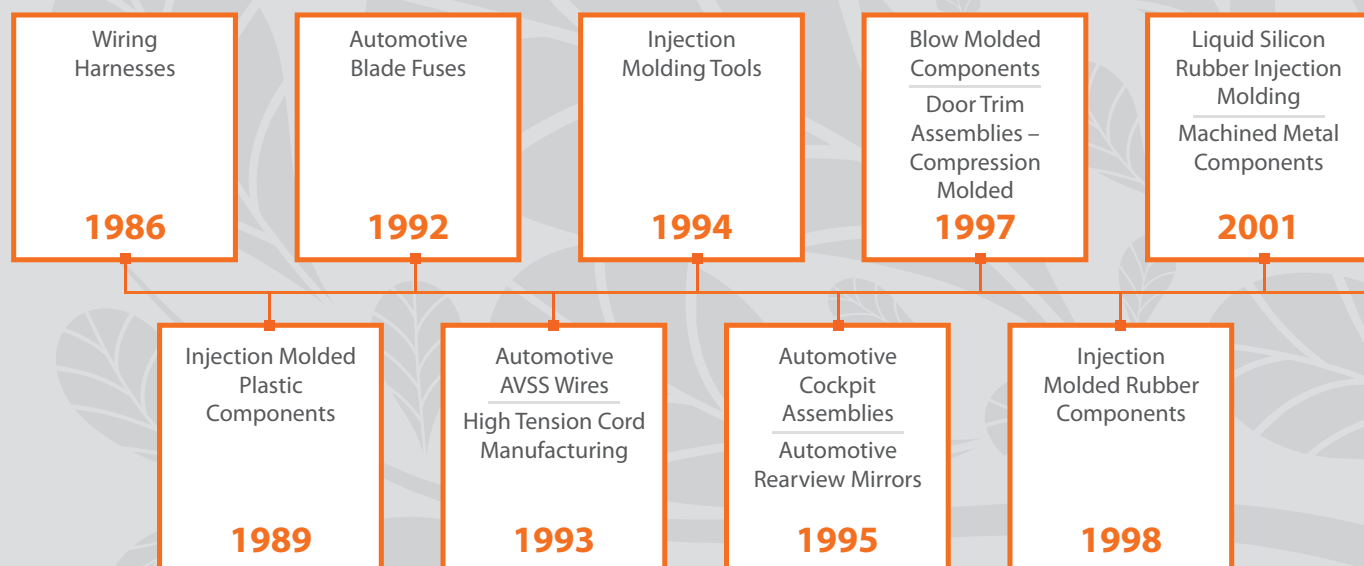 Wiring
Harnesses
1986
Automotive
Blade Fuses
1992
Injection
Molding Tools
1994
Blow Molded
Components
Door Trim
Assemblies –
Compression
Molded
1997
Liquid Silicon
Rubber Injection
Molding
Machined Metal
Components
2001
Injection Molded
Plastic
Components
1989
Automotive
AVSS Wires
High Tension Cord
Manufacturing
1993
Automotive
Cockpit
Assemblies
Automotive
Rearview Mirrors
1995
Injection
Molded Rubber
Components
1998